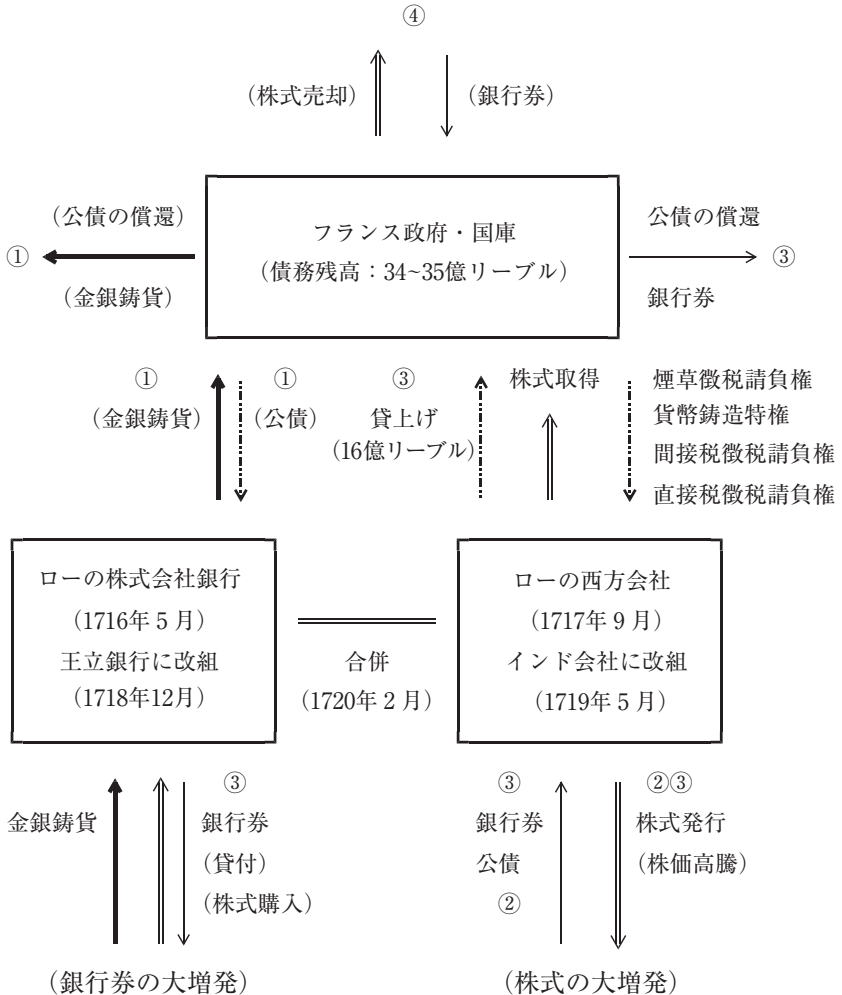 ④
(株式売却)
(銀行券)
(公債の償還)
①
(金銀鋳貨)
フランス政府・国庫
(債務残高：34~35億リーブル)
公債の償還
③
銀行券
①
(金銀鋳貨)
①
(公債)
③
貸上げ
(16億リーブル)
株式取得
煙草徴税請負権
貨幣鋳造特権
間接税徴税請負権
直接税徴税請負権
ローの株式会社銀行
(1716年5月)
王立銀行に改組
(1718年12月)
合併
(1720年2月)
ローの西方会社
(1717年9月)
インド会社に改組
(1719年5月)
金銀鋳貨
③
銀行券
(貸付)
(株式購入)
③
銀行券
公債
②
②③
株式発行
(株価高騰)
(銀行券の大増発)
(株式の大増発)